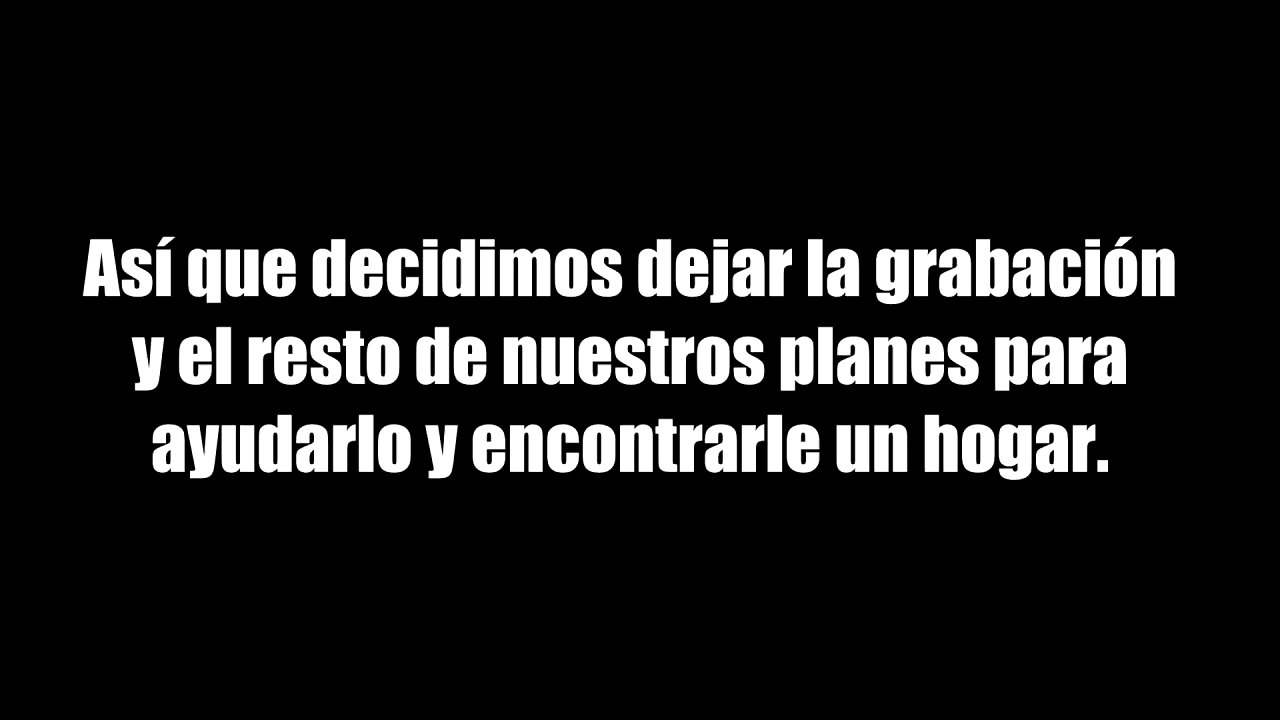 Así que decidimos dejar la grabación
y el resto de nuestros planes para
ayudarlo y encontrarle un hogar.